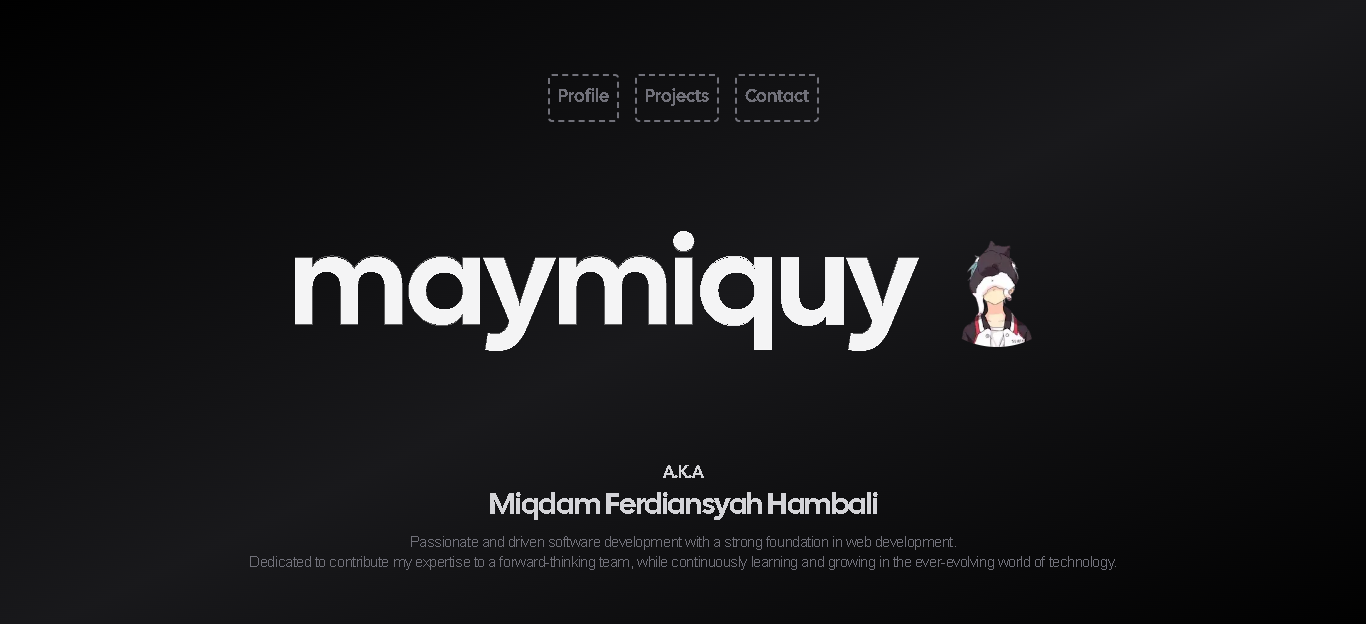 Profile
Projects
Contact
maymiquy
A.K.A
Miqdam Ferdiansyah Hambali
Passionate and driven software development with a strong foundation in web development.
Dedicated to contribute my expertise to a forward-thinking team, while continuously learning and growing in the ever-evolving world of technology.